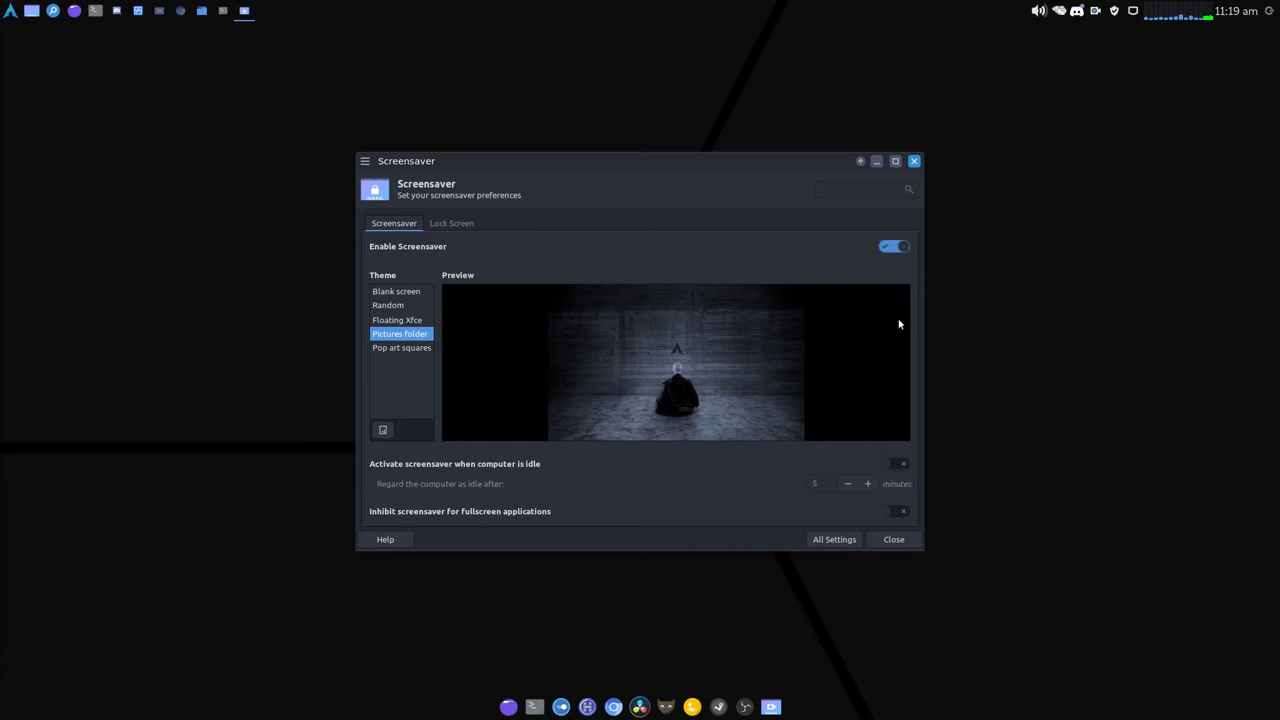 11:19 am
Screensaver
Screensaver
Set your screensaver preferences
Screensaver Lock Screen
Enable Screensaver
Theme Preview
Blank screen
Random
Floating Xfce
Pictures folder
Pop art squares
Activate screensaver when computer is idle
Regard the computer as idle after: 5 minutes
Inhibit screensaver for fullscreen applications
Help All Settings Close